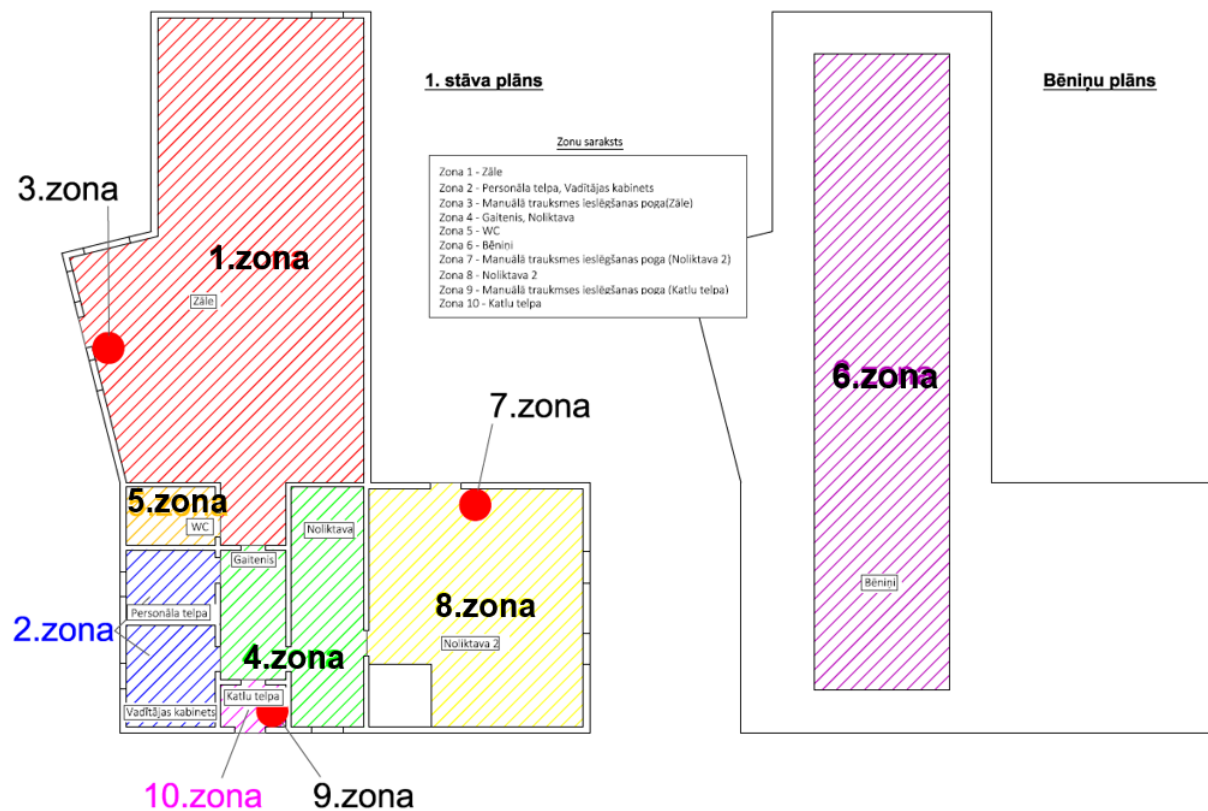 1. stāva plāns
Bēniņu plāns
Zonu saraksts
Zona 1 - Zāle
Zona 2 - Personāla telpa, Vadītājas kabinets
Zona 3 - Manuālā trauksmes ieslēgšanas poga(Zāle)
Zona 4 - Gaitenis, Noliktava
Zona 5 - WC
Zona 6 - Bēniņi
Zona 7 - Manuālā trauksmes ieslēgšanas poga (Noliktava 2)
Zona 8 - Noliktava 2
Zona 9 - Manuālā traukmses ieslēgšanas poga (Katlu telpa)
Zona 10 - Katlu telpa
3.zona
1.zona
Zāle
6.zona
7.zona
5.zona
WC
Noliktava
Gaitenis
Bēniņi
Personāla telpa
8.zona
2.zona
Noliktava 2
4.zona
Katlu telpa
Vadītājas kabinets
10.zona
9.zona